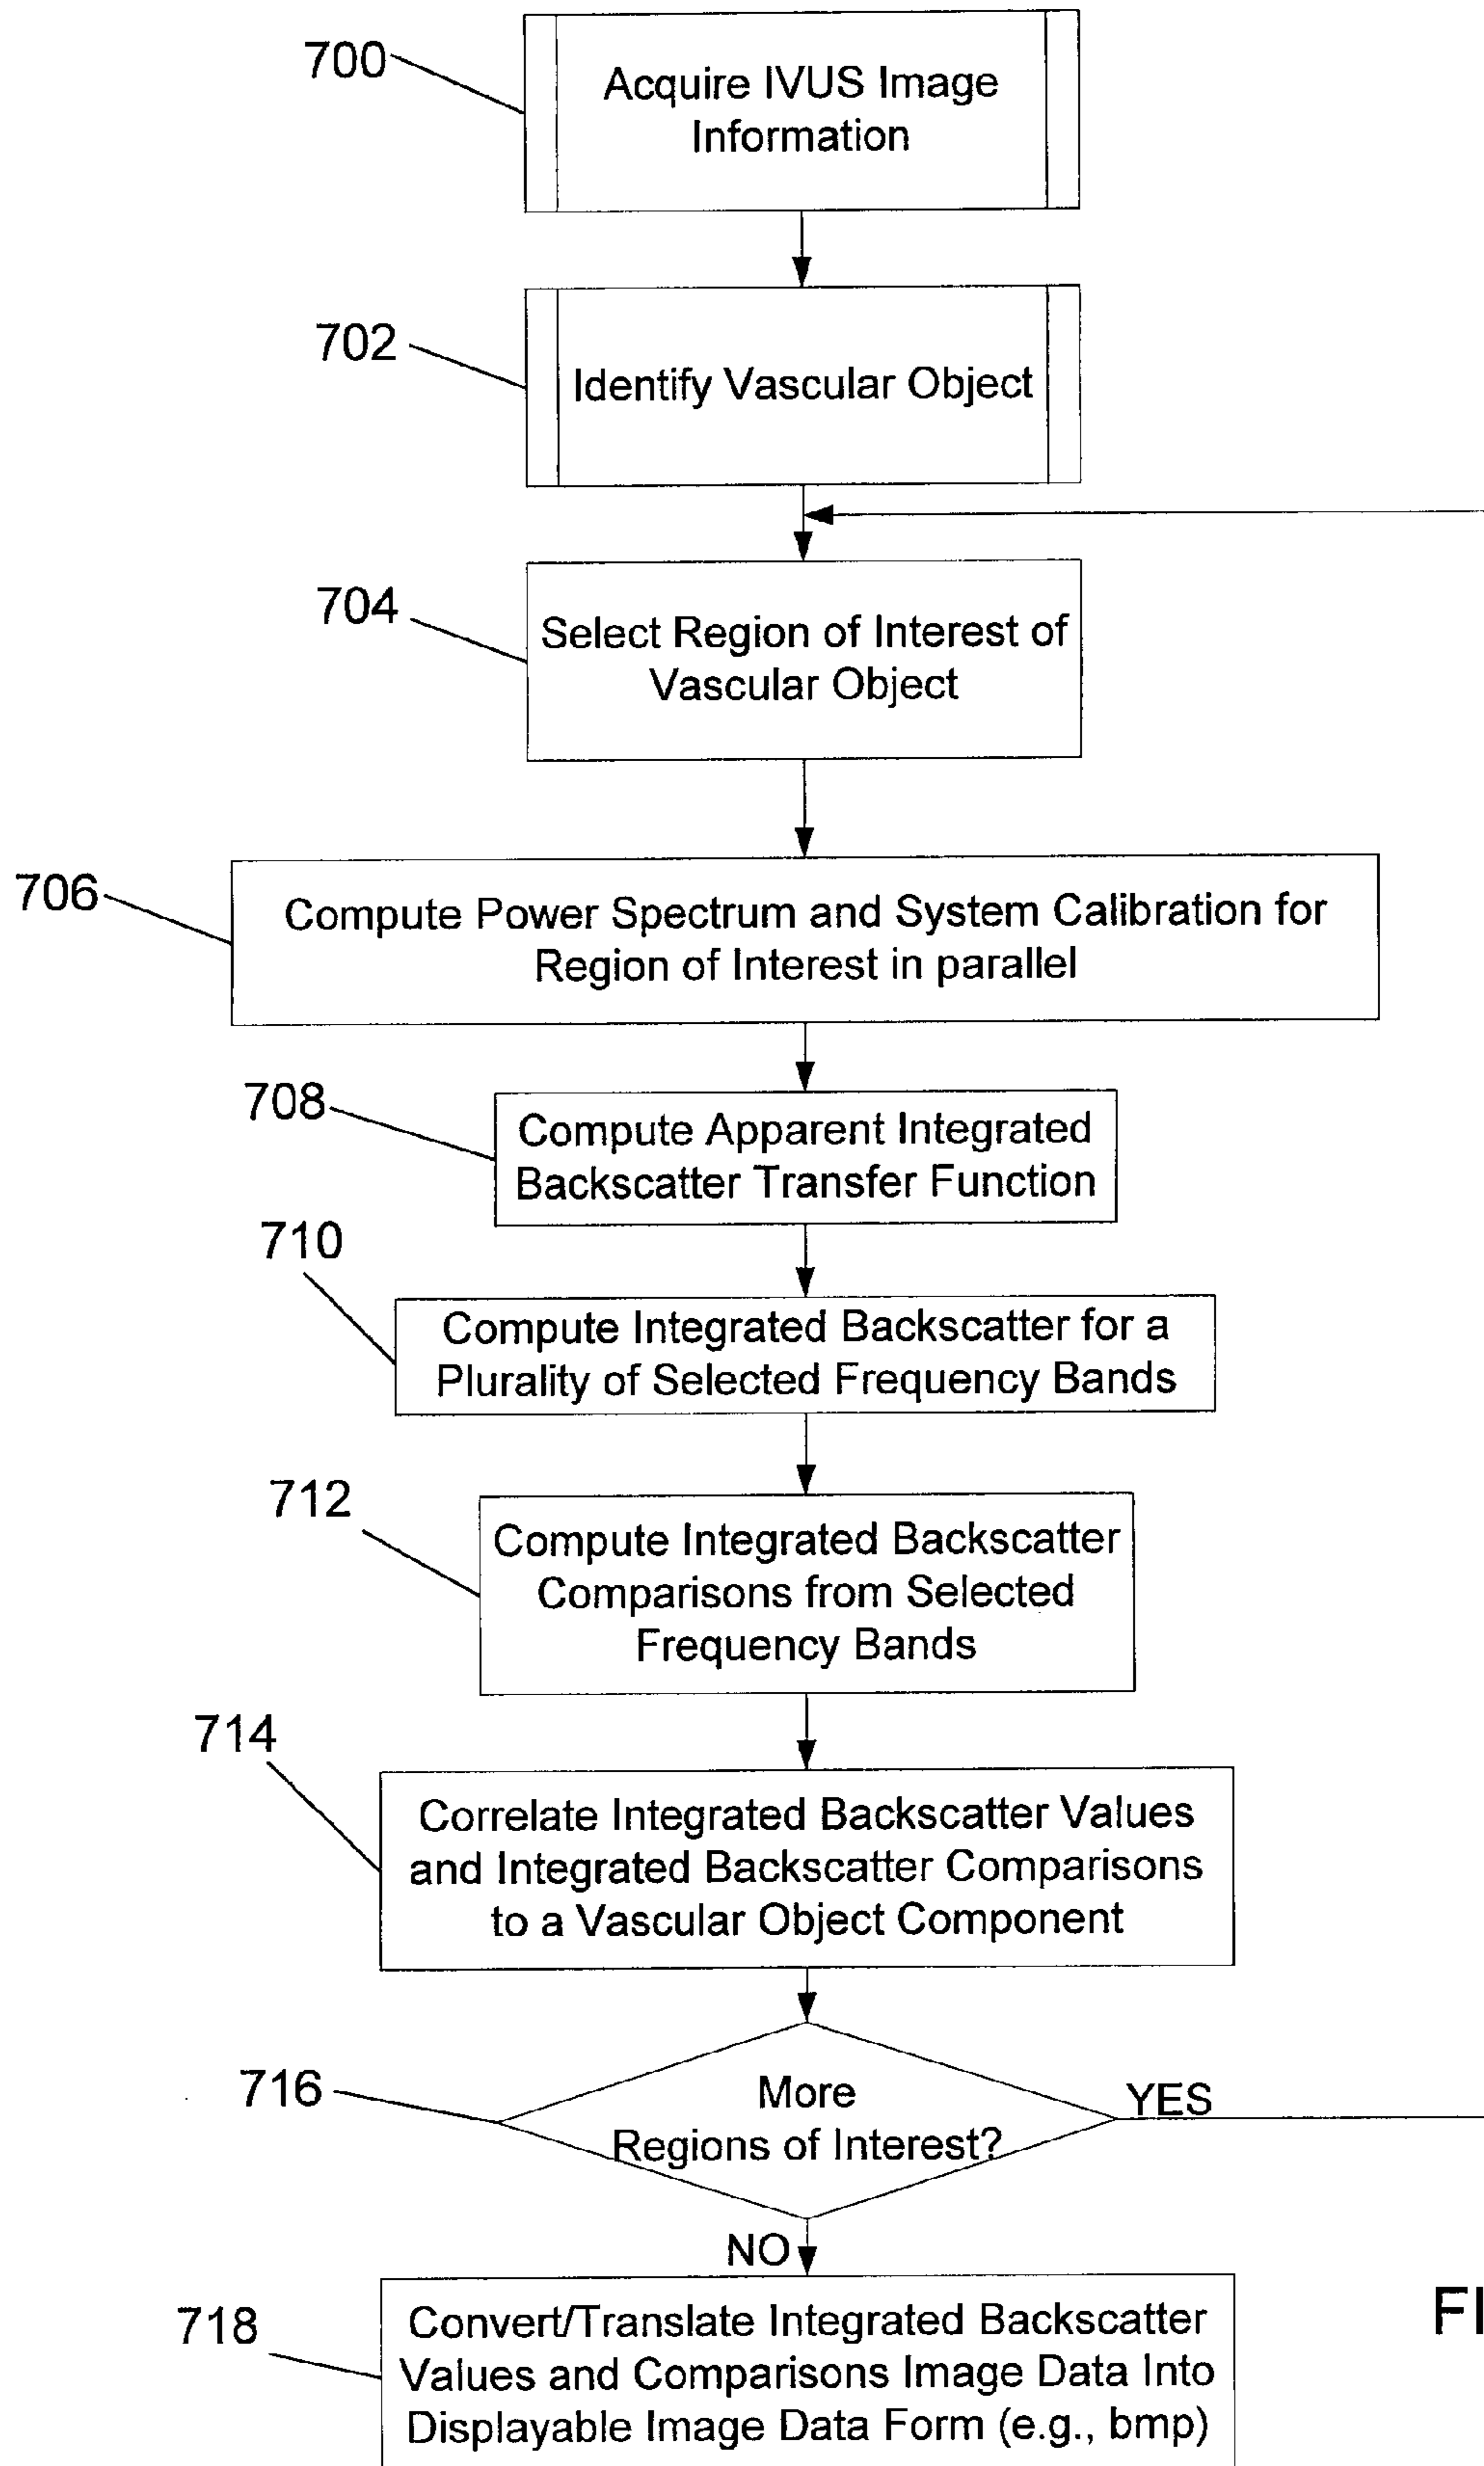 700
Acquire IVUS Image
Information
702
Identify Vascular Object
704
Select Region of Interest of
Vascular Object
706
Compute Power Spectrum and System Calibration for
Region of Interest in parallel
708
Compute Apparent Integrated
Backscatter Transfer Function
710
Compute Integrated Backscatter for a
Plurality of Selected Frequency Bands
712
Compute Integrated Backscatter
Comparisons from Selected
Frequency Bands
714
Correlate Integrated Backscatter Values
and Integrated Backscatter Comparisons
to a Vascular Object Component
716
More
Regions of Interest?
YES
NO
718
Convert/Translate Integrated Backscatter
Values and Comparisons Image Data Into
Displayable Image Data Form (e.g., bmp)